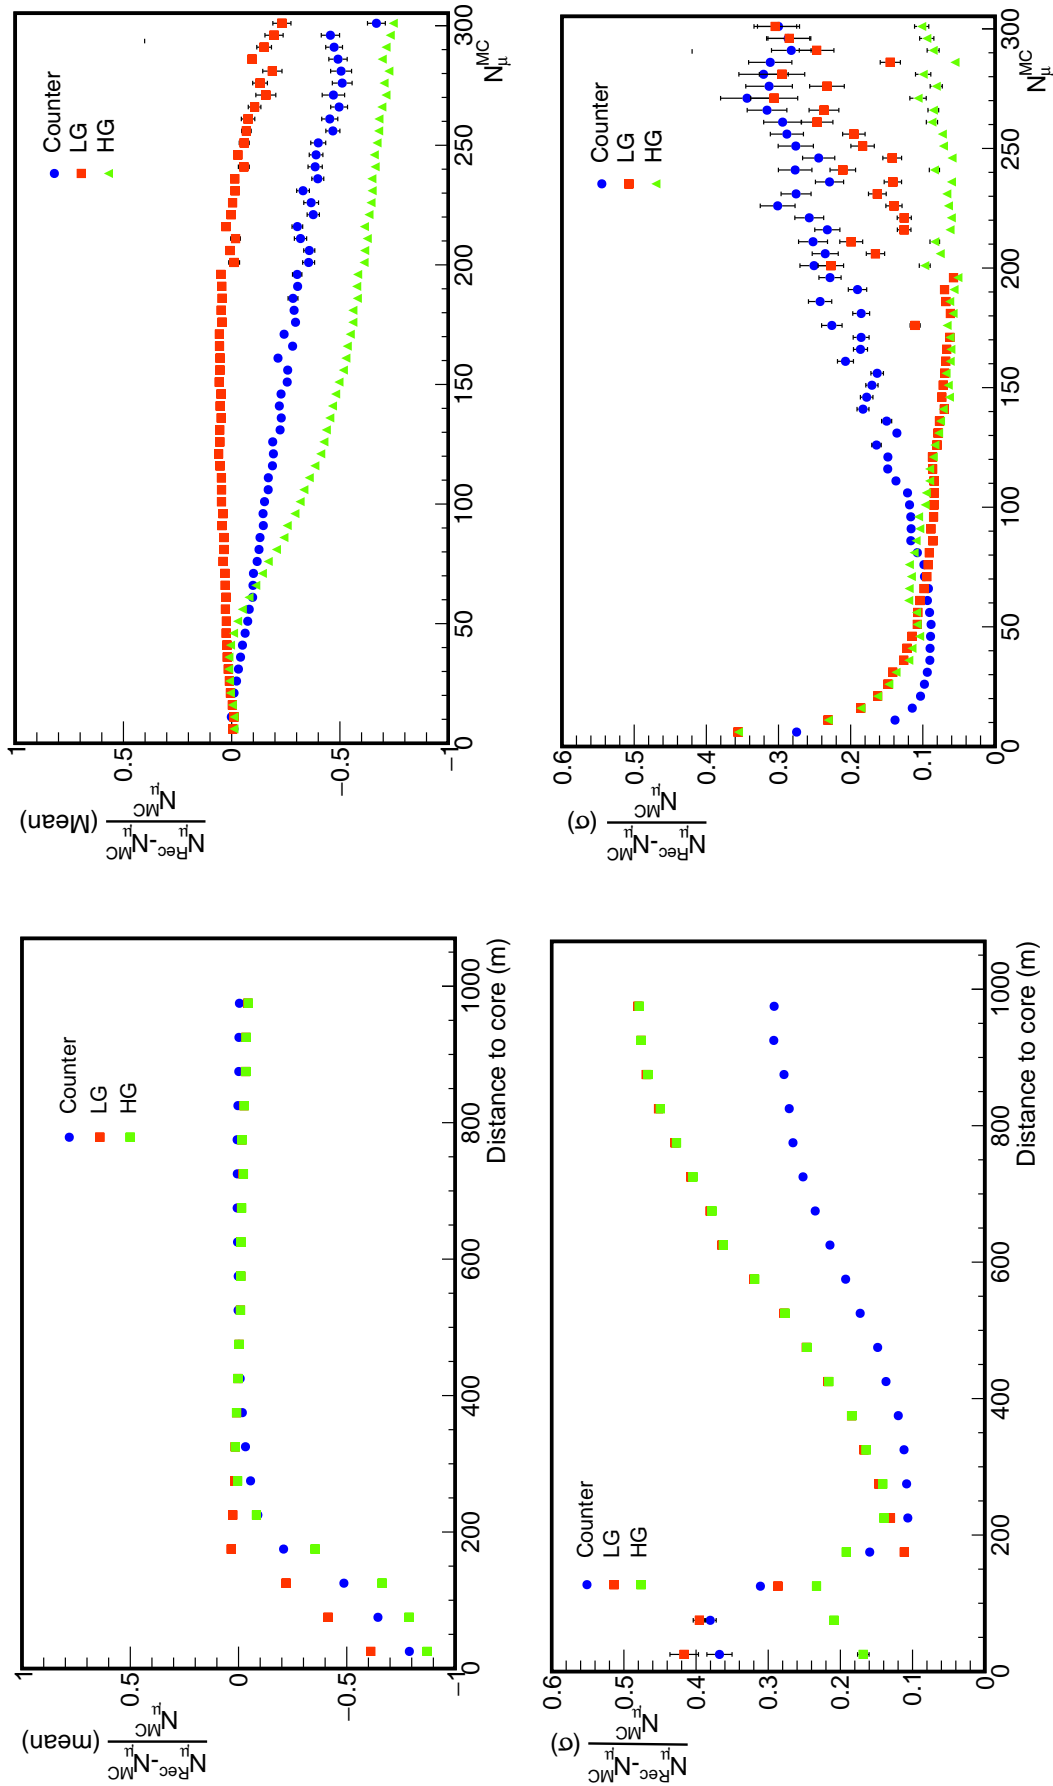 N_μ^Rec-N_μ^MC
N_μ^MC
(mean)
1
0.5
0
−0.5
−1
Counter
LG
HG
0 200 400 600 800 1000
Distance to core (m)
N_μ^Rec-N_μ^MC
N_μ^MC
(Mean)
1
0.5
0
−0.5
−1
Counter
LG
HG
0 50 100 150 200 250 300
N_μ^MC
N_μ^Rec-N_μ^MC
N_μ^MC
(σ)
0.6
0.5
0.4
0.3
0.2
0.1
0
Counter
LG
HG
0 200 400 600 800 1000
Distance to core (m)
N_μ^Rec-N_μ^MC
N_μ^MC
(σ)
0.6
0.5
0.4
0.3
0.2
0.1
0
Counter
LG
HG
0 50 100 150 200 250 300
N_μ^MC